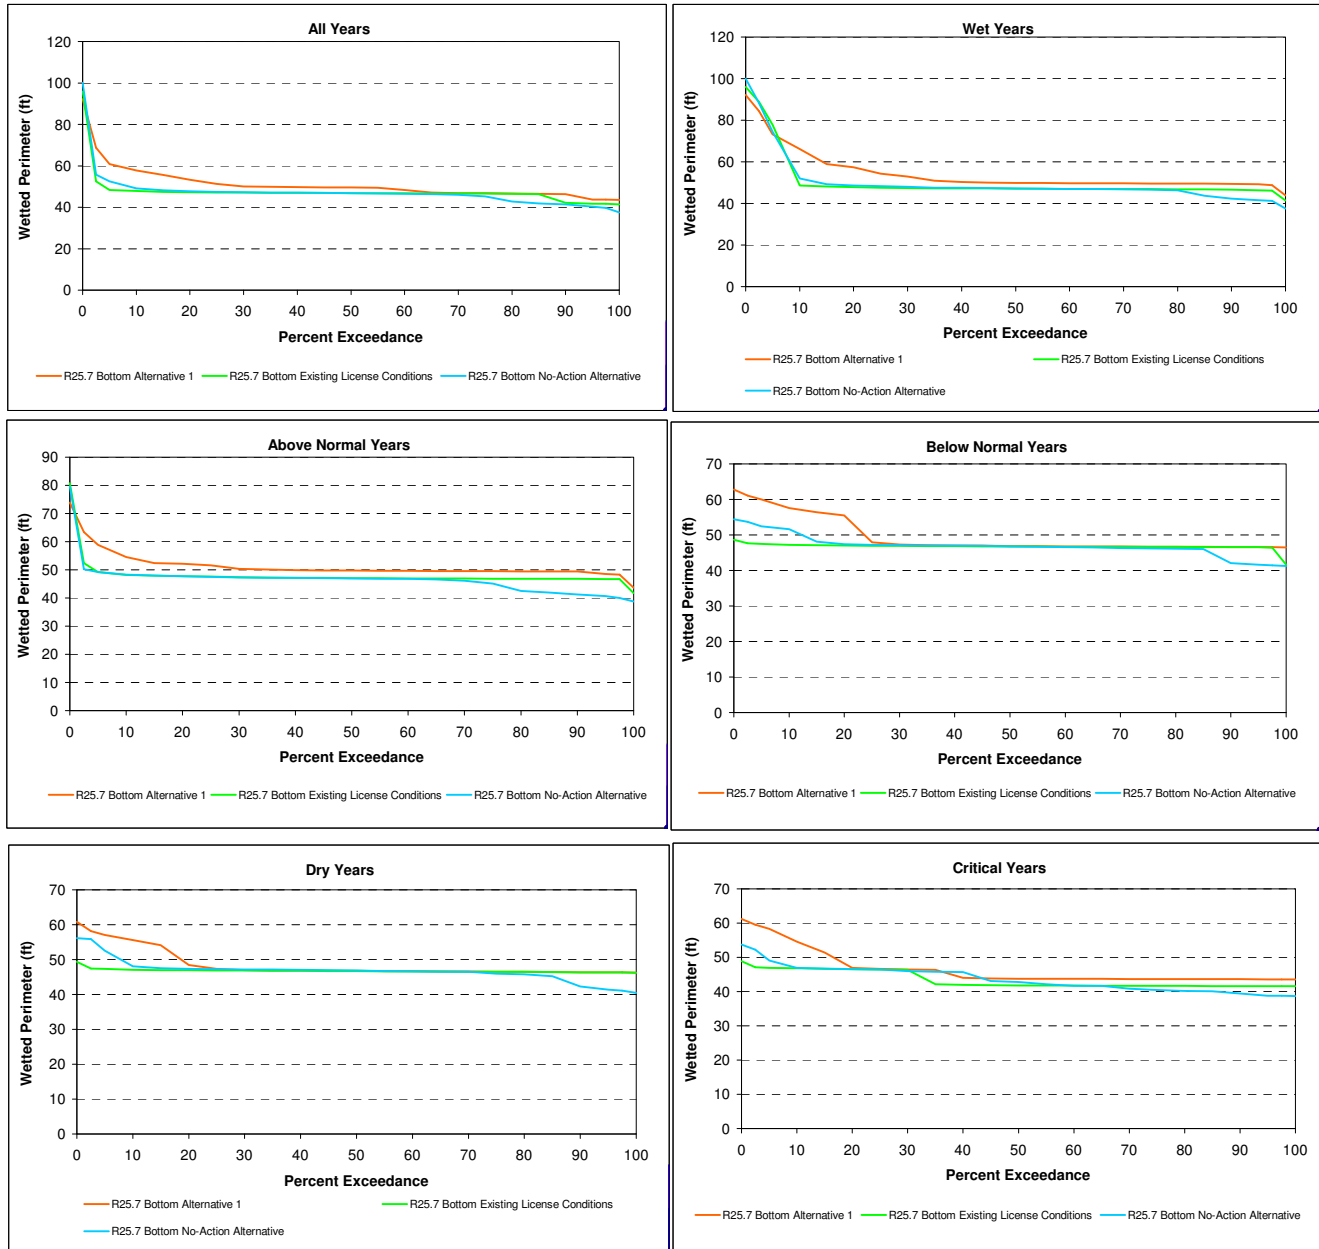 All Years
Wetted Perimeter (ft)
120
100
80
60
40
20
0
0 10 20 30 40 50 60 70 80 90 100
Percent Exceedance
R25.7 Bottom Alternative 1 R25.7 Bottom Existing License Conditions R25.7 Bottom No-Action Alternative
Wet Years
Wetted Perimeter (ft)
120
100
80
60
40
20
0
0 10 20 30 40 50 60 70 80 90 100
Percent Exceedance
R25.7 Bottom Alternative 1 R25.7 Bottom Existing License Conditions
R25.7 Bottom No-Action Alternative
Above Normal Years
Wetted Perimeter (ft)
90
80
70
60
50
40
30
20
10
0
0 10 20 30 40 50 60 70 80 90 100
Percent Exceedance
R25.7 Bottom Alternative 1 R25.7 Bottom Existing License Conditions R25.7 Bottom No-Action Alternative
Below Normal Years
Wetted Perimeter (ft)
70
60
50
40
30
20
10
0
0 10 20 30 40 50 60 70 80 90 100
Percent Exceedance
R25.7 Bottom Alternative 1 R25.7 Bottom Existing License Conditions R25.7 Bottom No-Action Alternative
Dry Years
Wetted Perimeter (ft)
70
60
50
40
30
20
10
0
0 10 20 30 40 50 60 70 80 90 100
Percent Exceedance
R25.7 Bottom Alternative 1 R25.7 Bottom Existing License Conditions
R25.7 Bottom No-Action Alternative
Critical Years
Wetted Perimeter (ft)
70
60
50
40
30
20
10
0
0 10 20 30 40 50 60 70 80 90 100
Percent Exceedance
R25.7 Bottom Alternative 1 R25.7 Bottom Existing License Conditions R25.7 Bottom No-Action Alternative